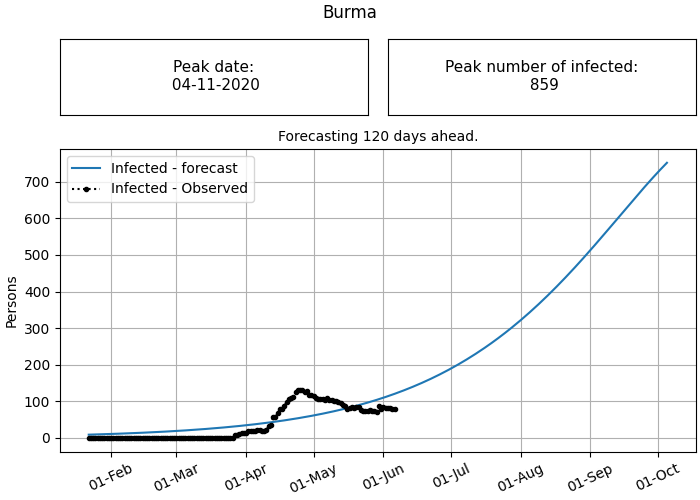 Burma
Peak date:
04-11-2020
Peak number of infected:
859
Forecasting 120 days ahead.
Infected - forecast
Infected - Observed
Persons
700
600
500
400
300
200
100
0
01-Feb
01-Mar
01-Apr
01-May
01-Jun
01-Jul
01-Aug
01-Sep
01-Oct